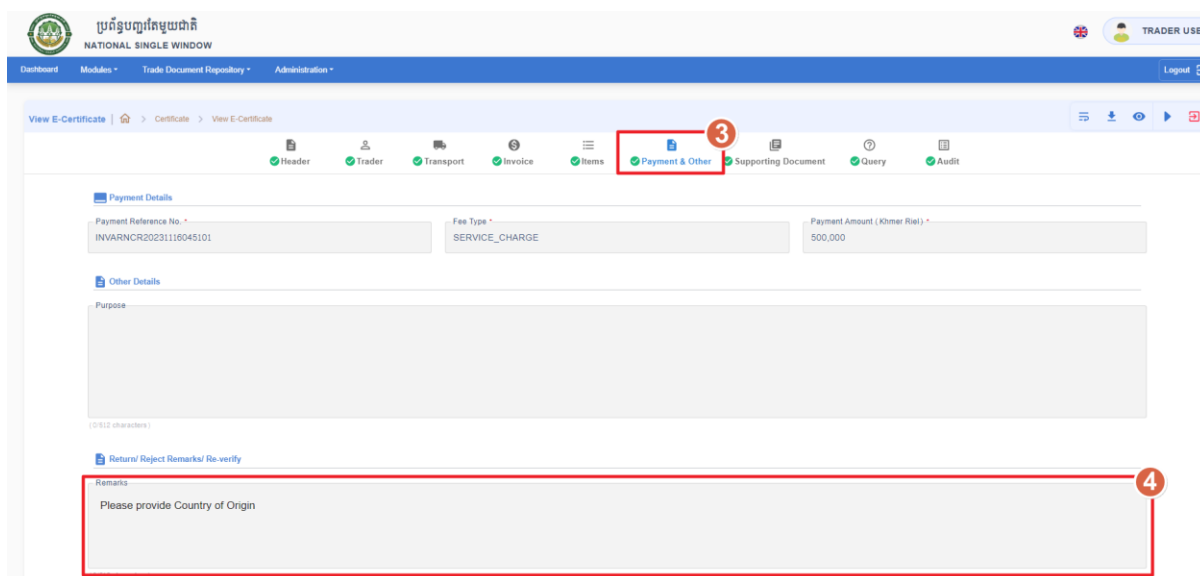 ប្រព័ន្ធបញ្ជរតែមួយជាតិ
NATIONAL SINGLE WINDOW
TRADER USE
Dashboard Modules Trade Document Repository Administration Logout
View E-Certificate | > Certificate > View E-Certificate
3
Header Trader Transport Invoice Items Payment & Other Supporting Document Query Audit
Payment Details
Payment Reference No. * Fee Type * Payment Amount ( Khmer Riel.) *
INVARNCR20231116045101 SERVICE_CHARGE 500,000
Other Details
Purpose
( 0/512 characters )
Return/ Reject Remarks/ Re-verify
4
Remarks
Please provide Country of Origin